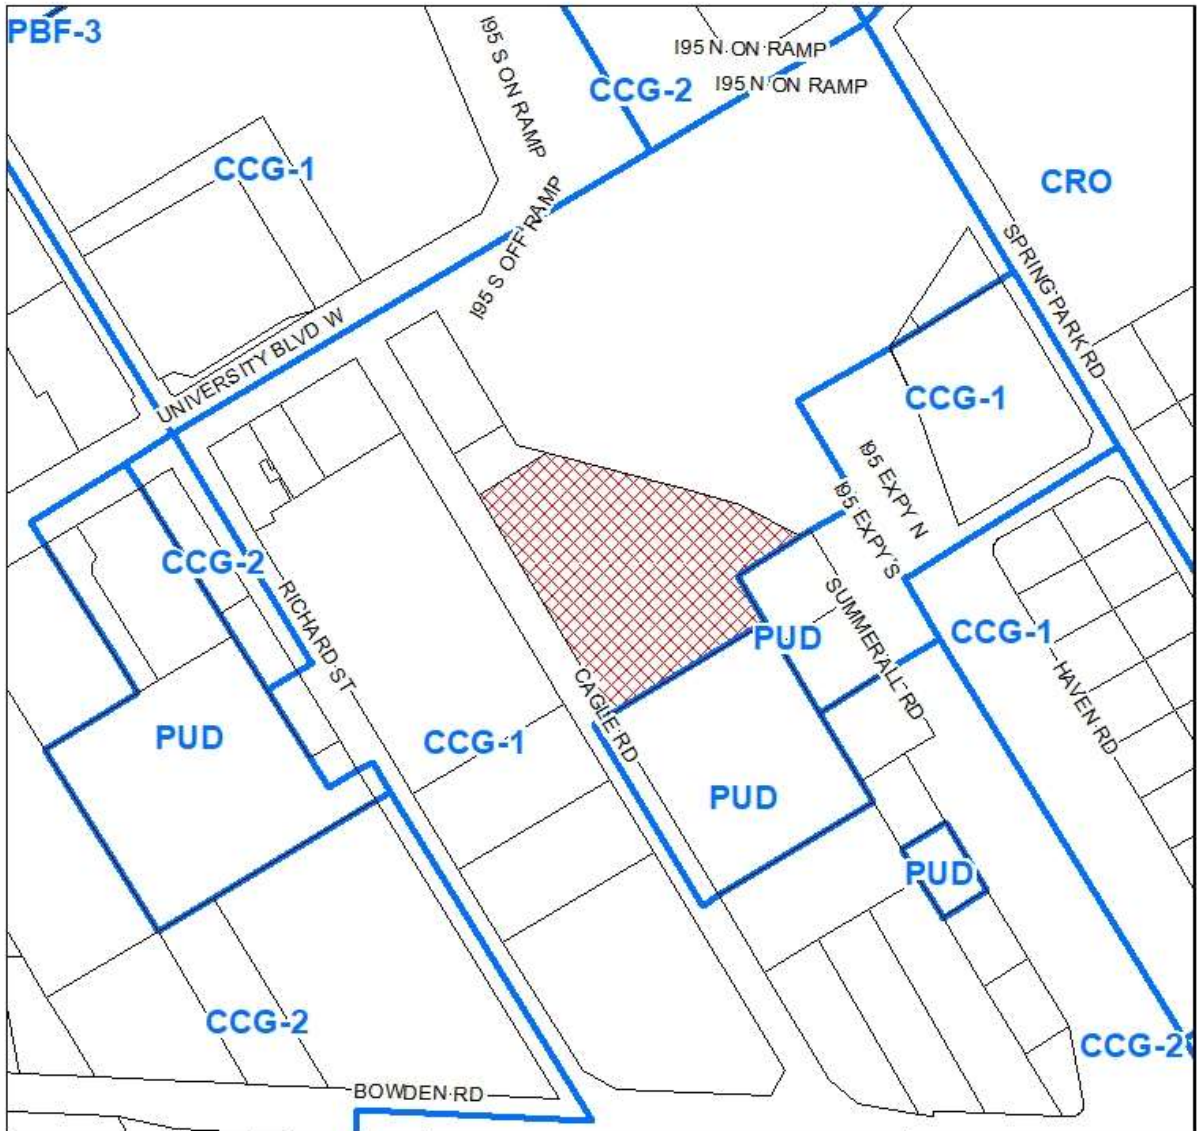 PBF-3
I95 S ON RAMP
I95 N ON RAMP
CCG-2
I95 N ON RAMP
CCG-1
CRO
I95 S OFF RAMP
SPRING PARK RD
UNIVERSITY BLVD W
CCG-1
I95 EXPY N
I95 EXPY S
CCG-2
RICHARD ST
SUMMERALL RD
PUD
CCG-1
HAVEN RD
CAGLE RD
PUD
CCG-1
PUD
PUD
CCG-2
CCG-2
BOWDEN RD